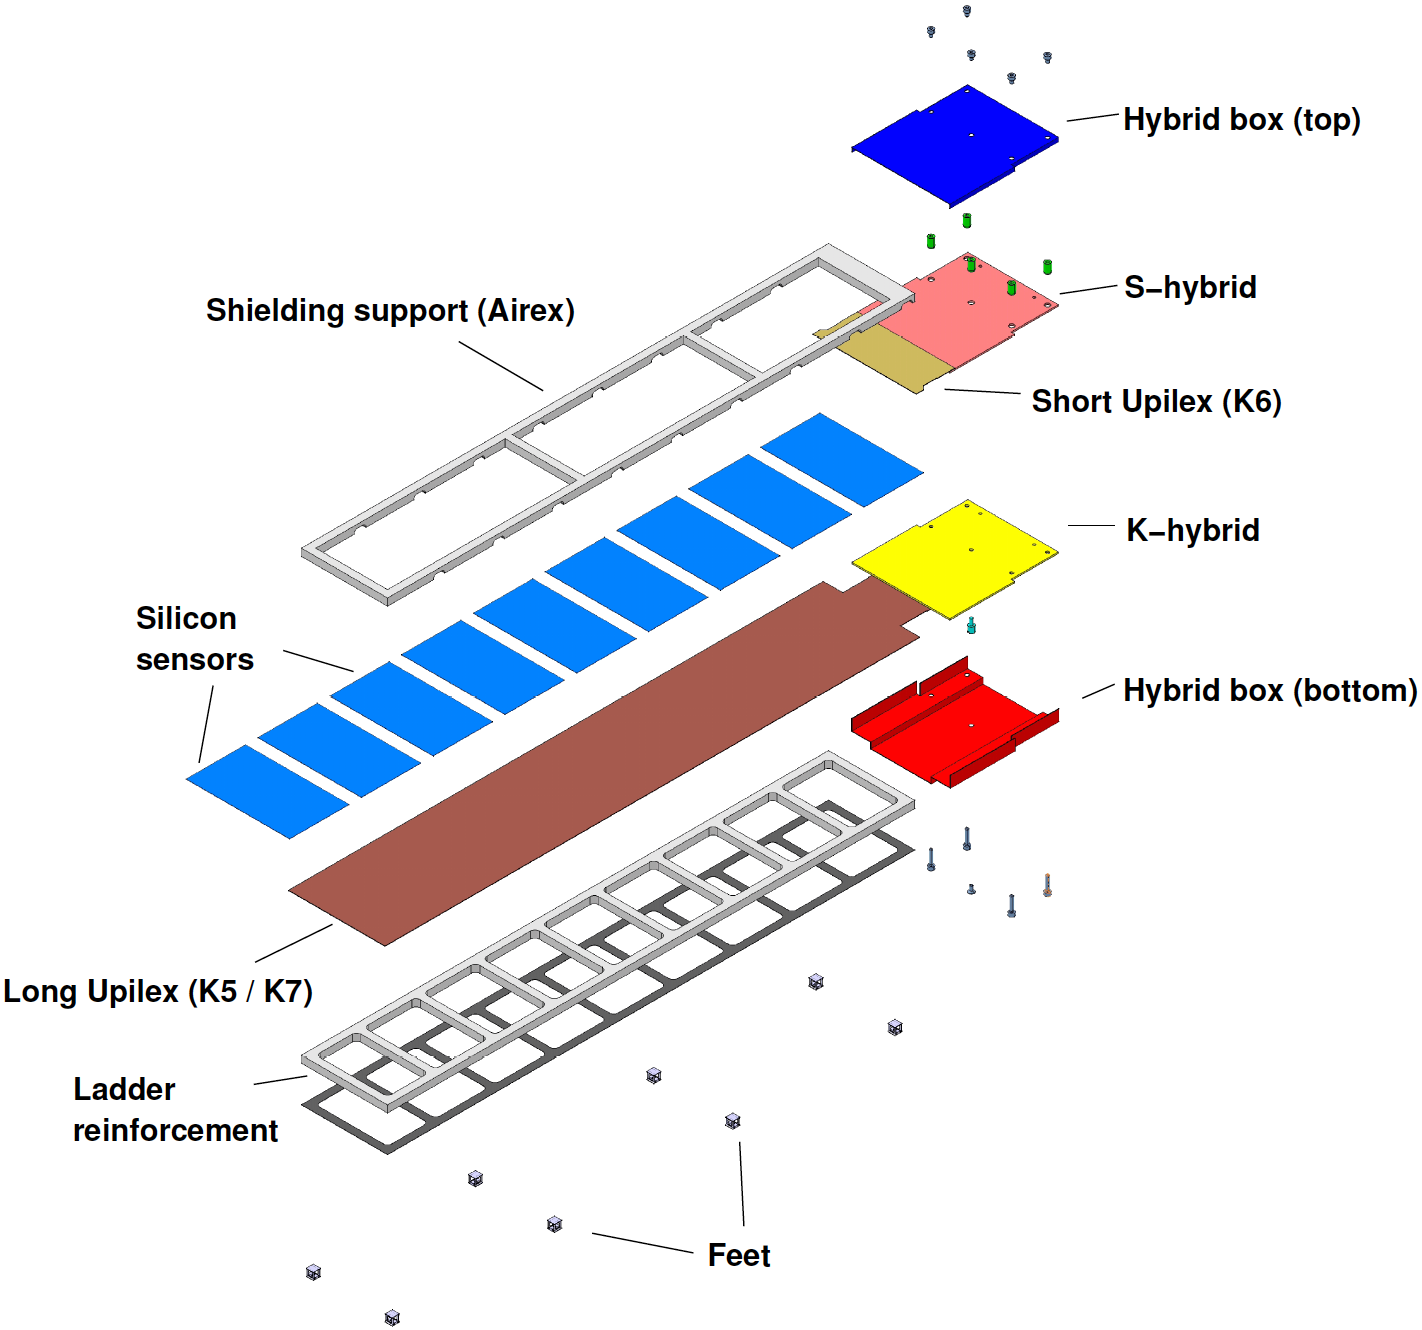 Hybrid box (top)
S−hybrid
Shielding support (Airex)
Short Upilex (K6)
K−hybrid
Silicon
sensors
Hybrid box (bottom)
Long Upilex (K5 / K7)
Ladder
reinforcement
Feet